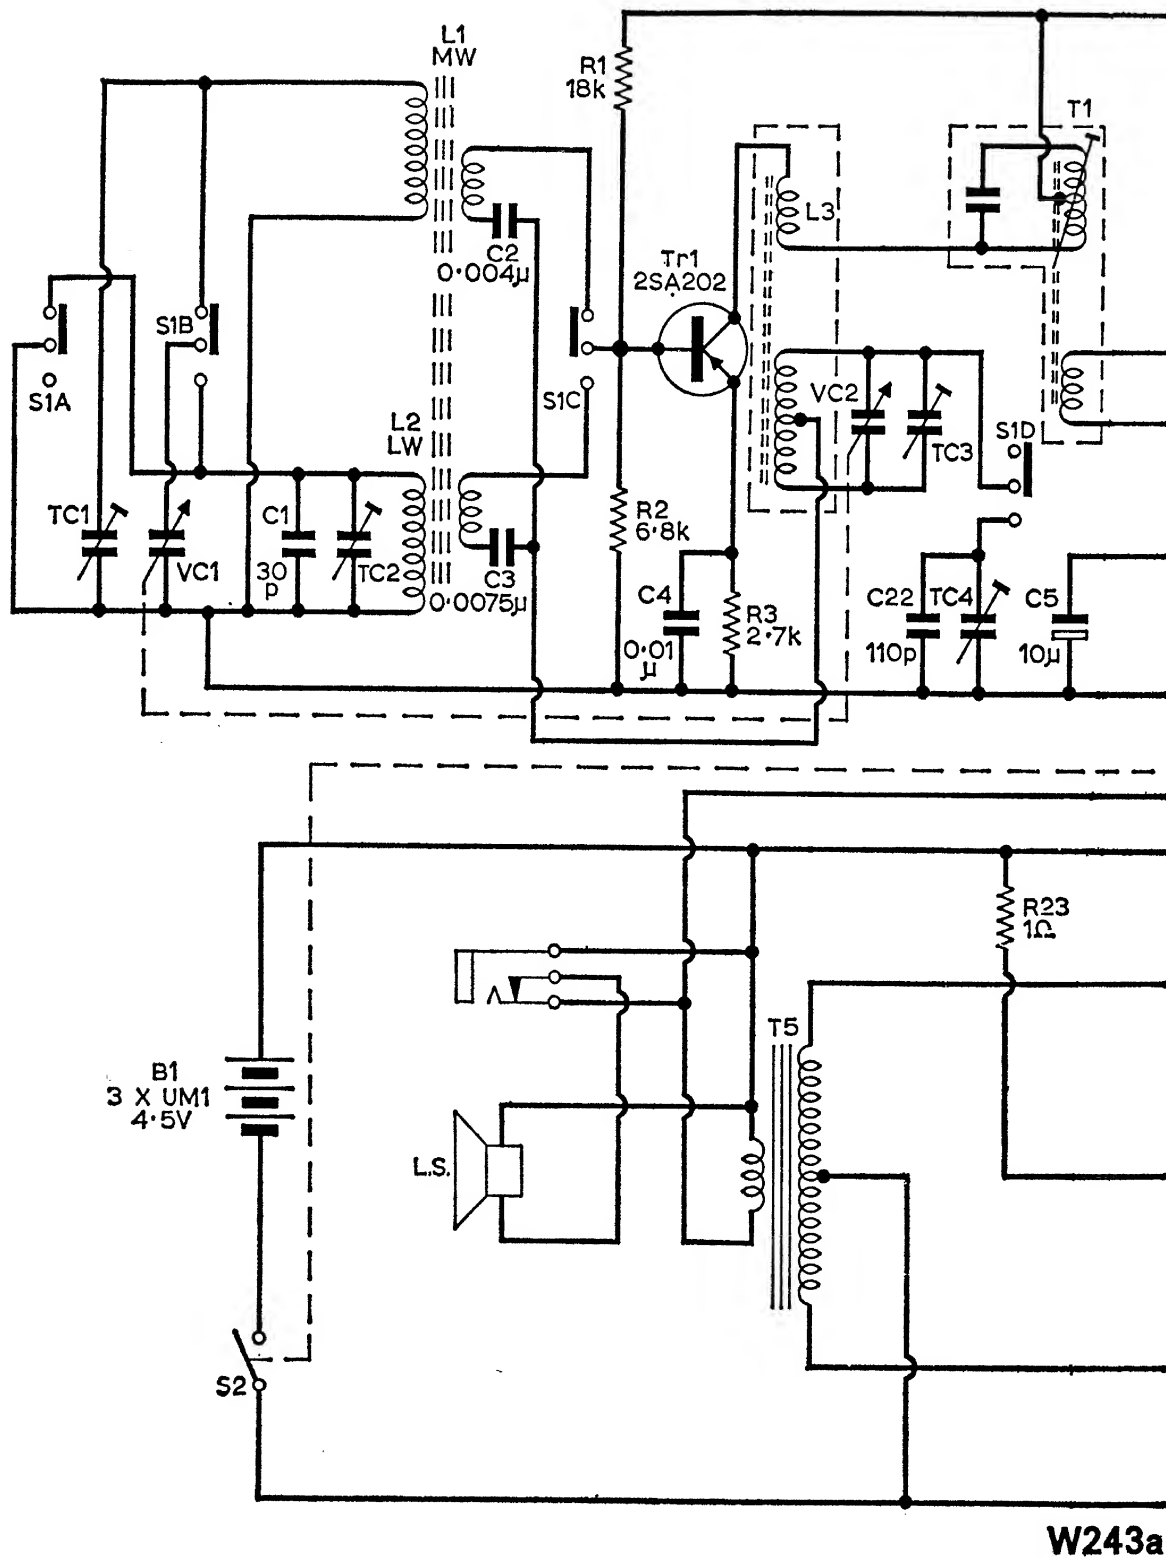 L1
MW
R1
18k
T1
L3
C2
0·004μ
Tr1
2SA202
S1B
S1A
S1C
VC2
L2
LW
S1D
TC3
TC1
C1
R2
6·8k
VC1
30
p
TC2
C3
0·0075μ
C4
0·01
μ
R3
2·7k
C22
110p
TC4
C5
10μ
R23
1Ω
T5
B1
3 X UM1
4·5V
L.S.
S2
W243a